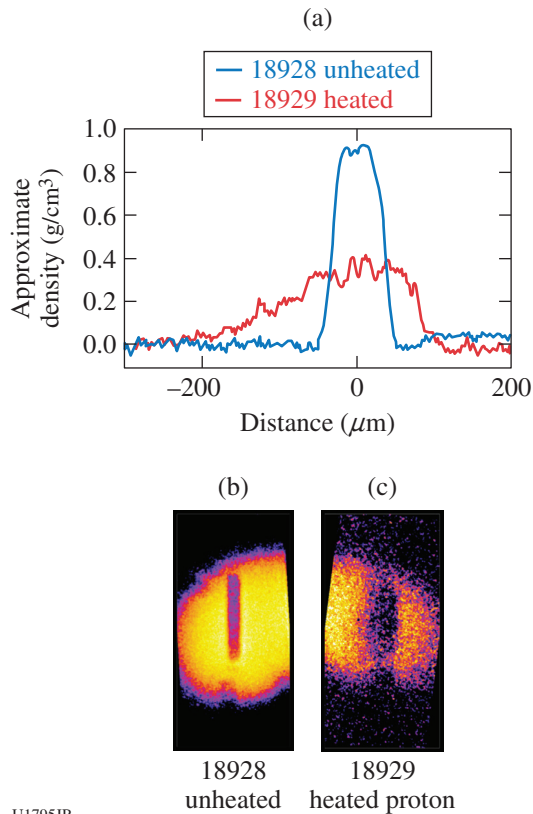 (a)
18928 unheated
18929 heated
1.0
0.8
0.6
0.4
0.2
0.0
Approximate
density (g/cm³)
−200 0 200
Distance (μm)
(b) (c)
18928 18929
unheated heated proton
U1795JR